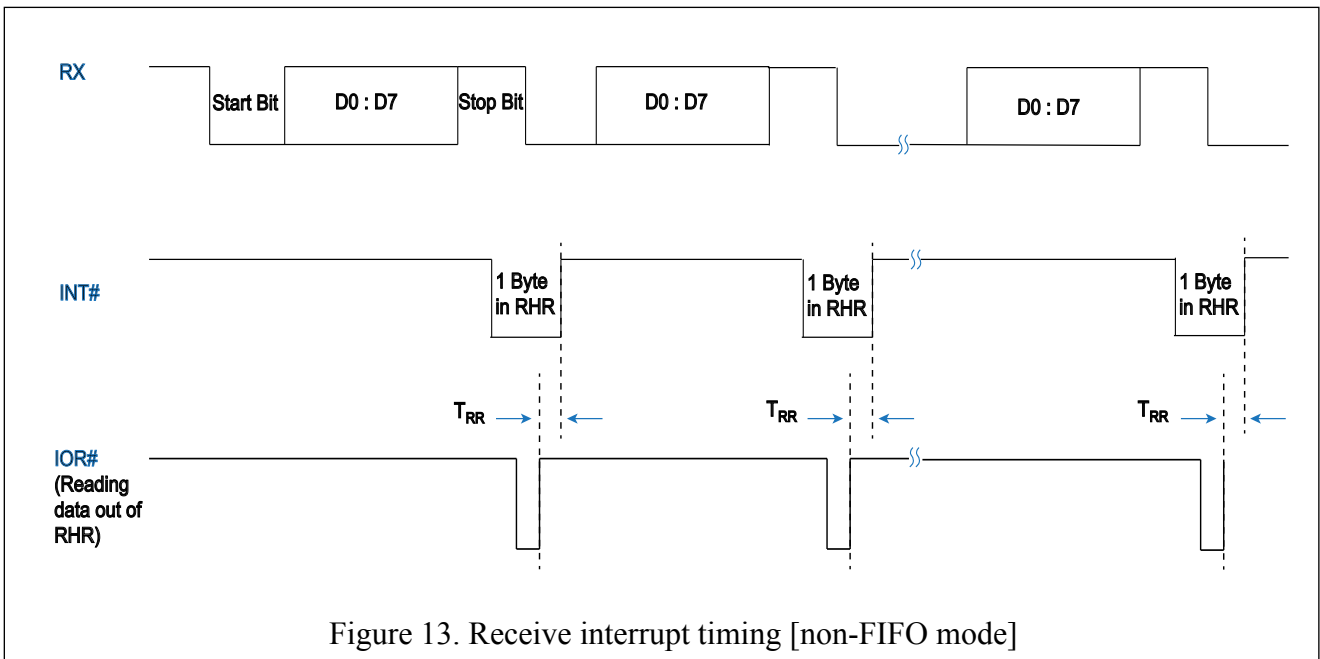 RX
Start Bit
D0 : D7
Stop Bit
D0 : D7
D0 : D7
INT#
1 Byte
in RHR
1 Byte
in RHR
1 Byte
in RHR
TRR
TRR
TRR
IOR#
(Reading
data out of
RHR)
Figure 13. Receive interrupt timing [non-FIFO mode]